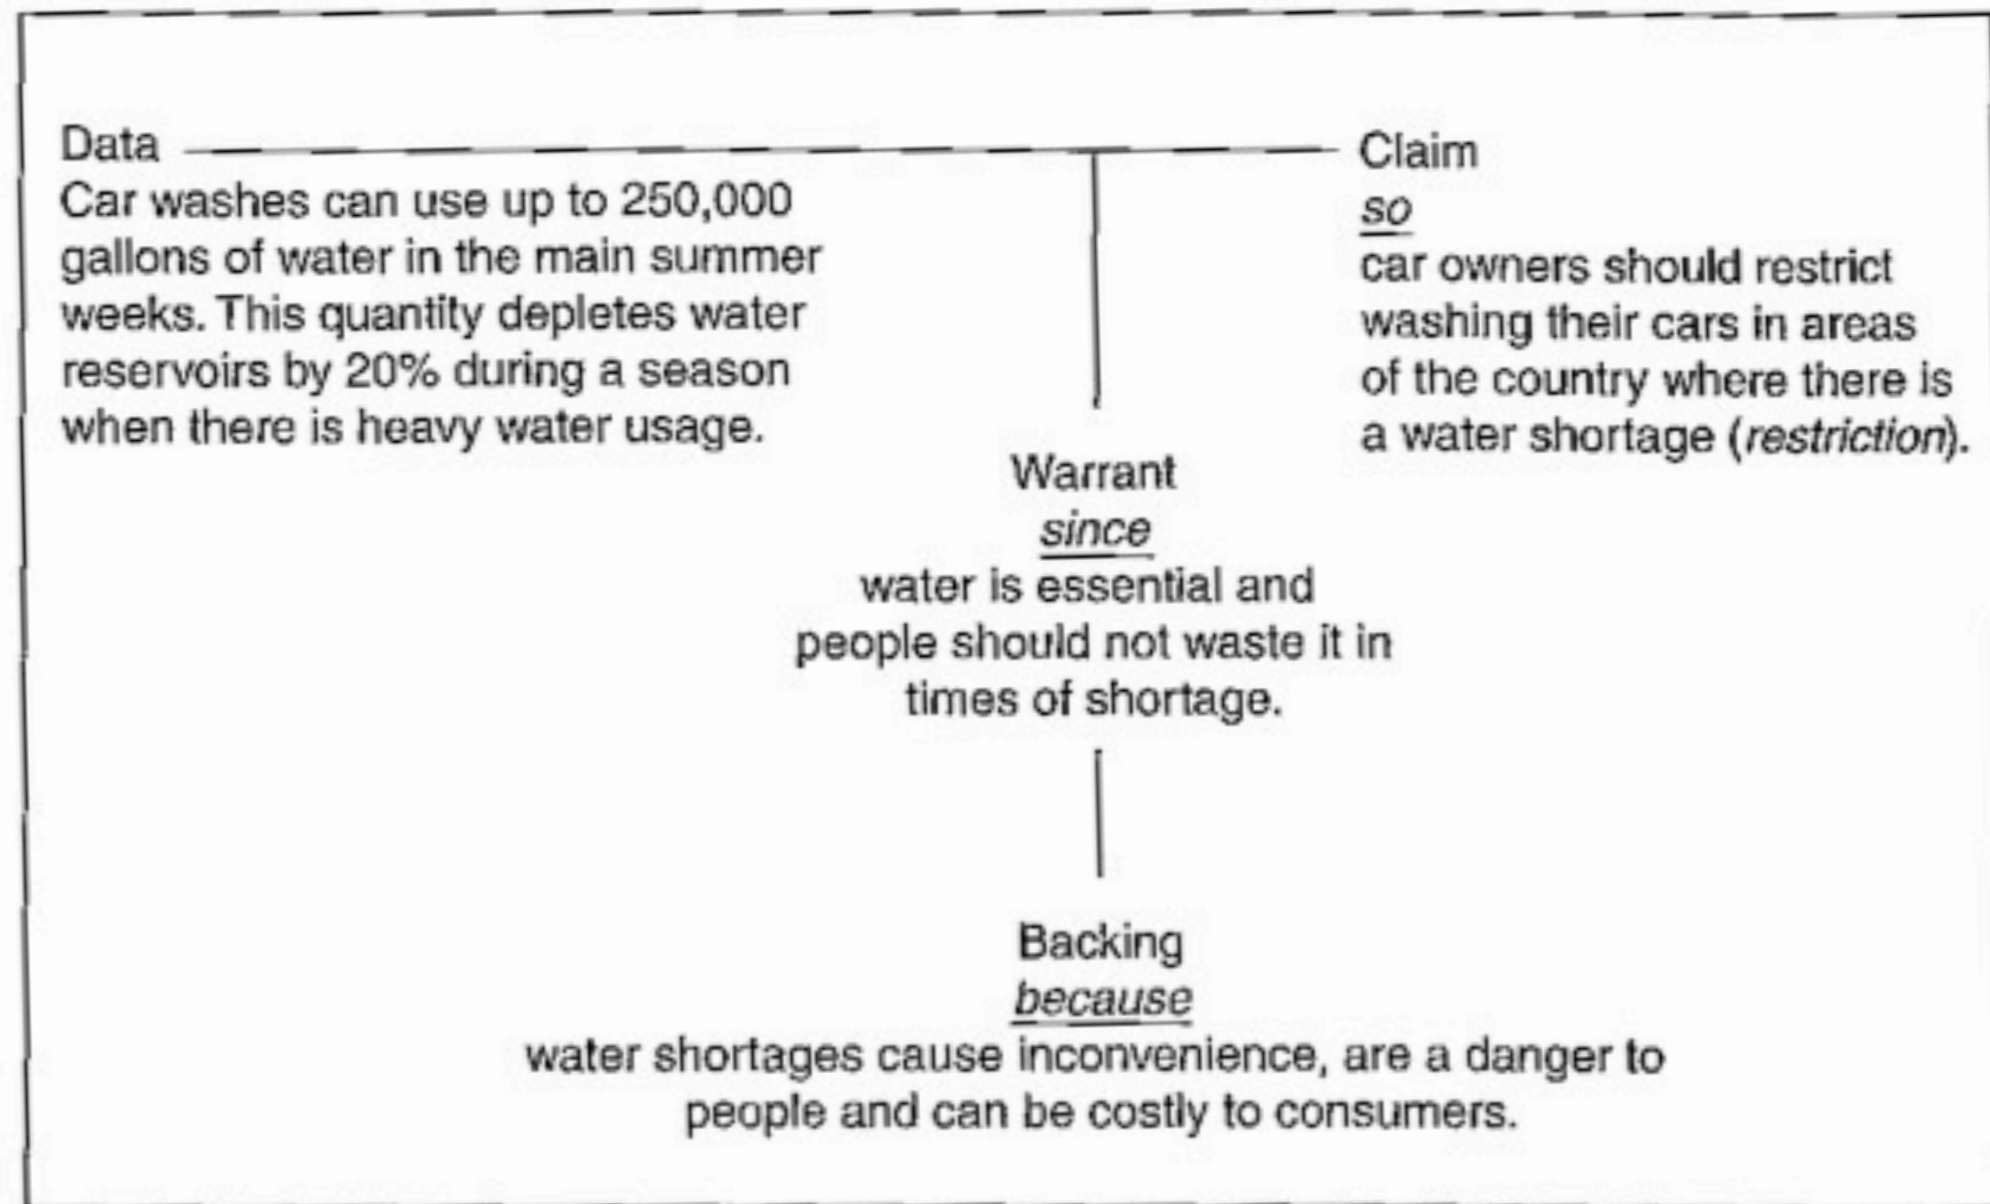 Data
Car washes can use up to 250,000
gallons of water in the main summer
weeks. This quantity depletes water
reservoirs by 20% during a season
when there is heavy water usage.
Claim
so
car owners should restrict
washing their cars in areas
of the country where there is
a water shortage (restriction).
Warrant
since
water is essential and
people should not waste it in
times of shortage.
Backing
because
water shortages cause inconvenience, are a danger to
people and can be costly to consumers.